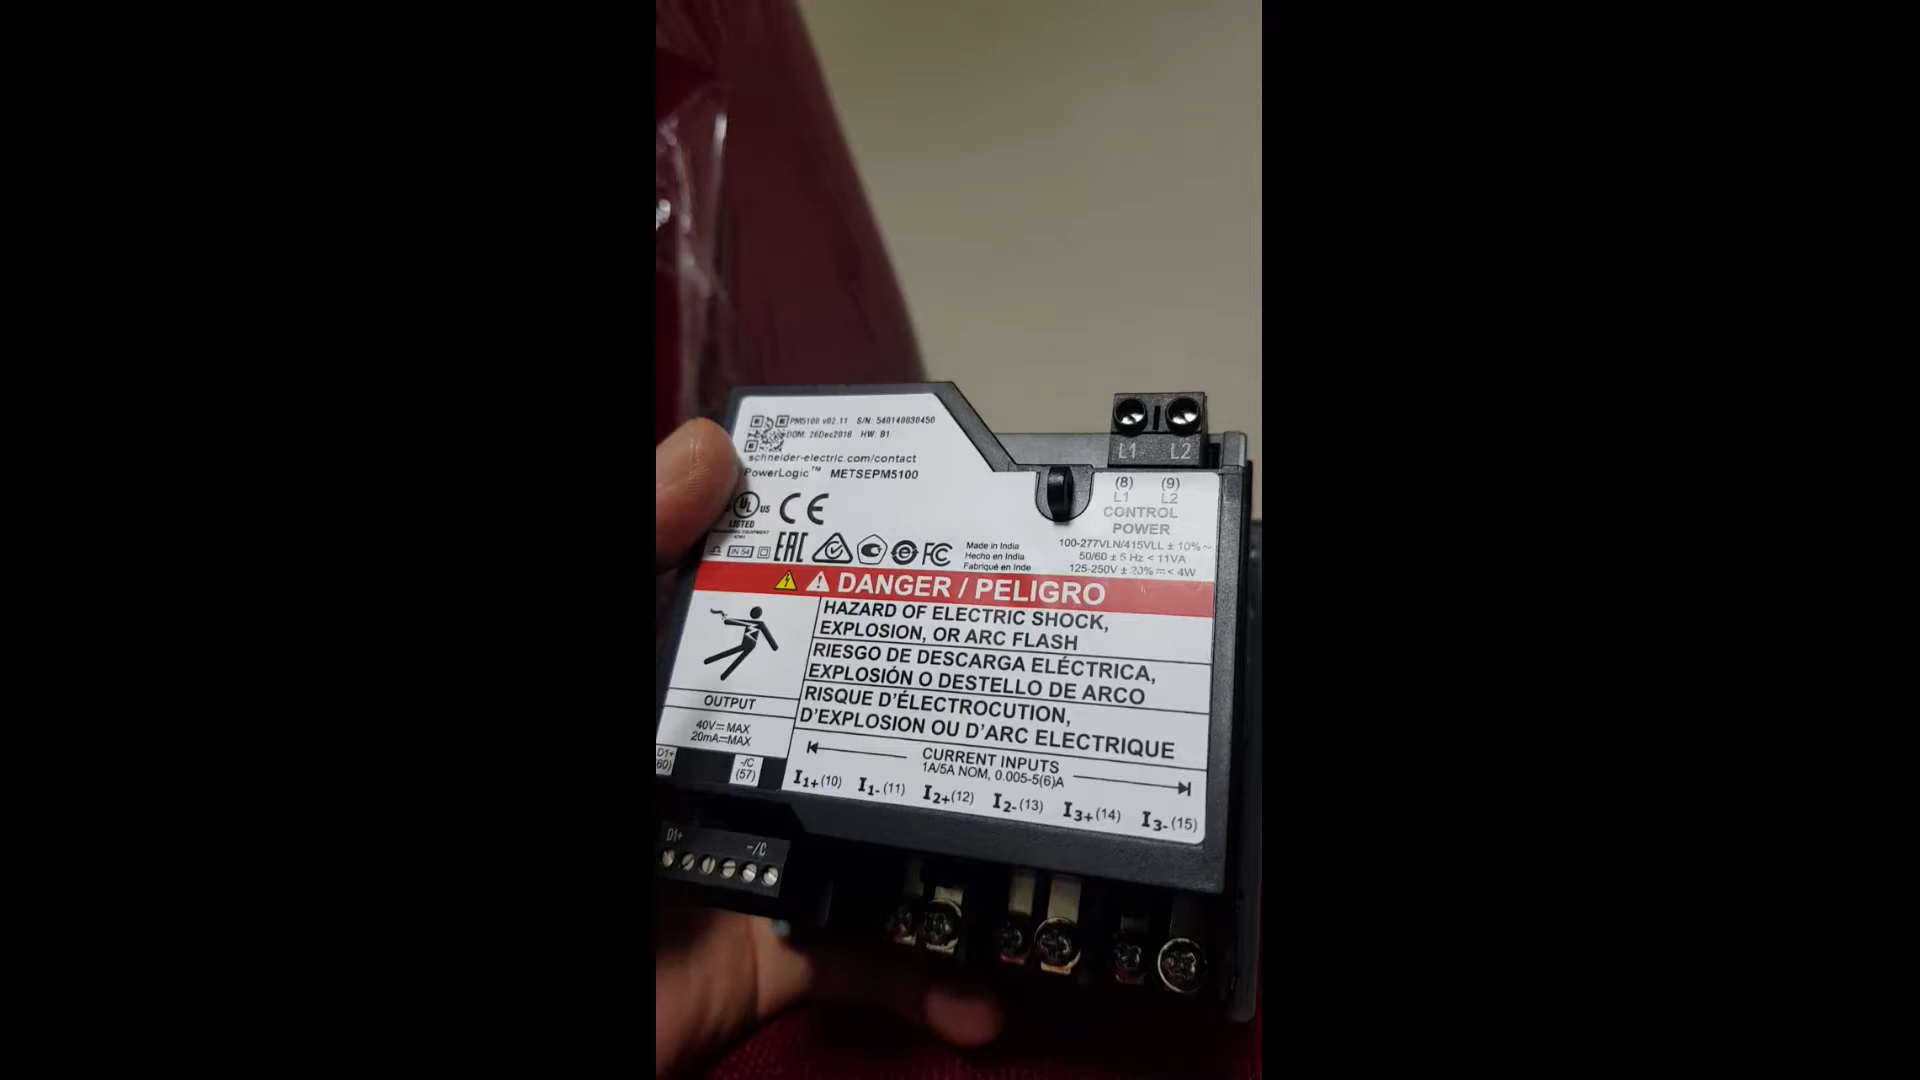 PM5100 v02.11 S/N: 540140030450
DOM: 26Dec2018 HW: B1
schneider-electric.com/contact
PowerLogic™ METSEPM5100
L1 L2
(8) (9)
L1 L2
CONTROL
POWER
100-277VLN/415VLL ± 10% ~
50/60 ± 5 Hz < 11VA
125-250V ± 20% ⎓ < 4W
UL US
LISTED
CE
IN 54
EAC
FC
Made in India
Hecho en India
Fabriqué en Inde
DANGER / PELIGRO
HAZARD OF ELECTRIC SHOCK,
EXPLOSION, OR ARC FLASH
RIESGO DE DESCARGA ELÉCTRICA,
EXPLOSIÓN O DESTELLO DE ARCO
RISQUE D'ÉLECTROCUTION,
D'EXPLOSION OU D'ARC ELECTRIQUE
OUTPUT
40V⎓MAX
20mA⎓MAX
D1+ -/C
60) (57)
CURRENT INPUTS
1A/5A NOM, 0.005-5(6)A
I1+(10) I1-(11) I2+(12) I2-(13) I3+(14) I3-(15)
D1+ -/C